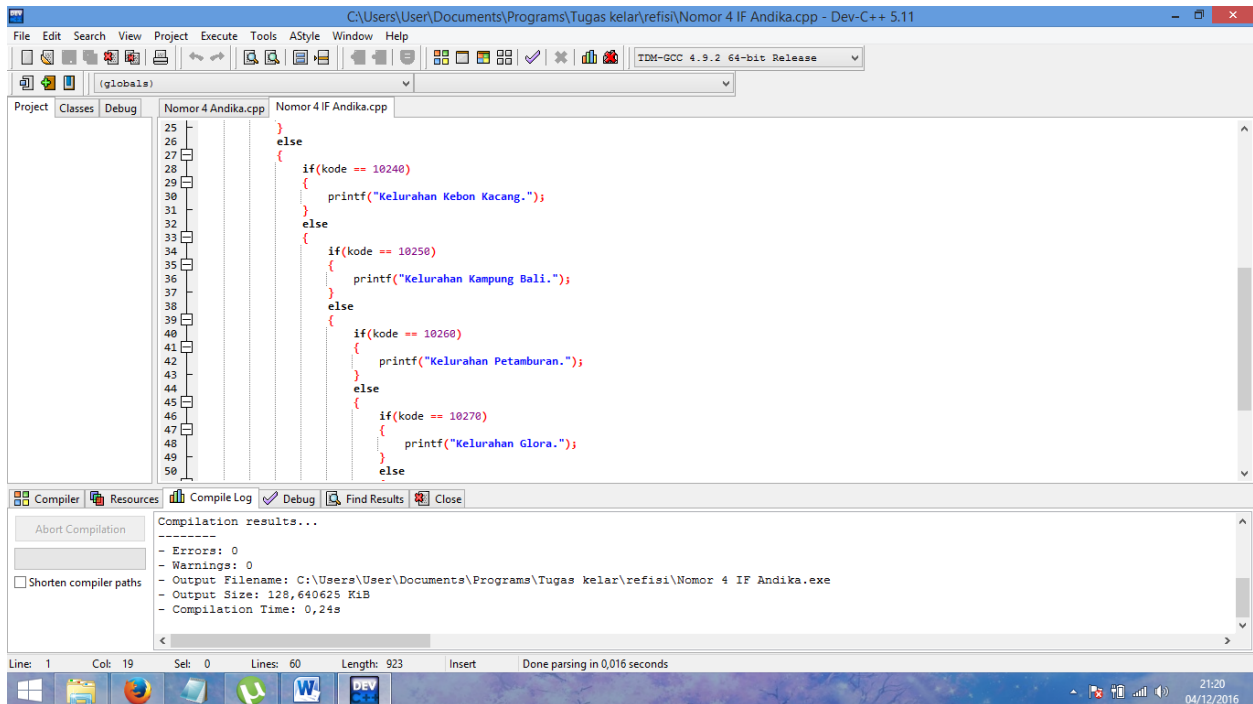 C:\Users\User\Documents\Programs\Tugas kelar\refisi\Nomor 4 IF Andika.cpp - Dev-C++ 5.11
File Edit Search View Project Execute Tools AStyle Window Help
TDM-GCC 4.9.2 64-bit Release
(globals)
Project Classes Debug Nomor 4 Andika.cpp Nomor 4 IF Andika.cpp
25 }
26 else
27 {
28 if(kode == 10240)
29 {
30 printf("Kelurahan Kebon Kacang.");
31 }
32 else
33 {
34 if(kode == 10250)
35 {
36 printf("Kelurahan Kampung Bali.");
37 }
38 else
39 {
40 if(kode == 10260)
41 {
42 printf("Kelurahan Petamburan.");
43 }
44 else
45 {
46 if(kode == 10270)
47 {
48 printf("Kelurahan Glora.");
49 }
50 else
Compiler Resources Compile Log Debug Find Results Close
Abort Compilation
Shorten compiler paths
Compilation results...
--------
- Errors: 0
- Warnings: 0
- Output Filename: C:\Users\User\Documents\Programs\Tugas kelar\refisi\Nomor 4 IF Andika.exe
- Output Size: 128,640625 KiB
- Compilation Time: 0,24s
Line: 1 Col: 19 Sel: 0 Lines: 60 Length: 923 Insert Done parsing in 0,016 seconds
DEV
21:20
04/12/2016